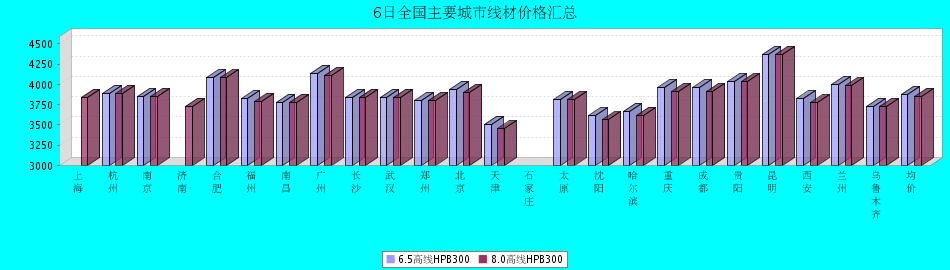 6日全国主要城市线材价格汇总
4500
4250
4000
3750
3500
3250
3000
上海
杭州
南京
济南
合肥
福州
南昌
广州
长沙
武汉
郑州
北京
天津
石家庄
太原
沈阳
哈尔滨
重庆
成都
贵阳
昆明
西安
兰州
乌鲁木齐
均价
6.5高线HPB300 8.0高线HPB300